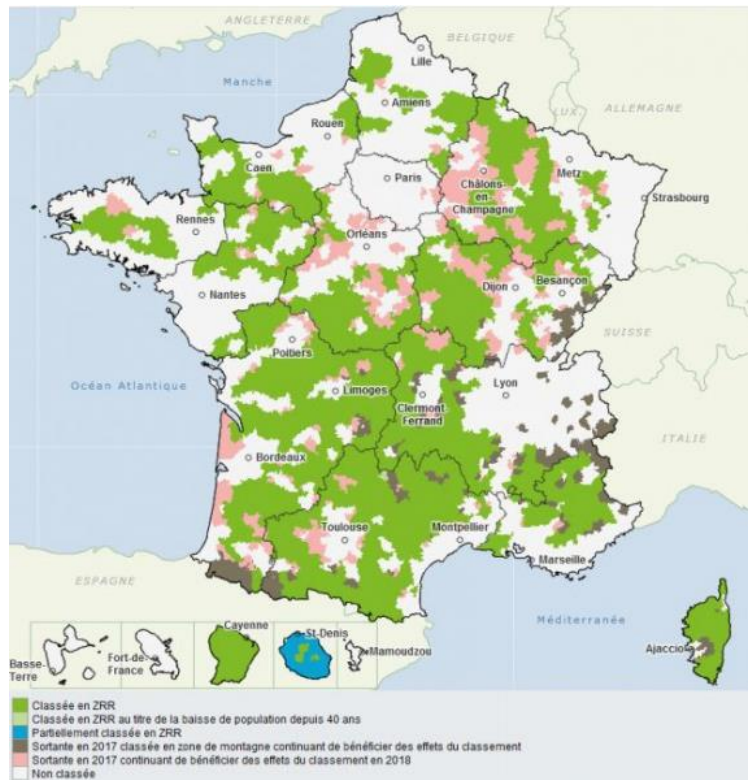 ANGLETERRE
BELGIQUE
Lille
Manche
Amiens
LUX.
ALLEMAGNE
Rouen
Caen
Metz
Paris
Châlons-
en-
Champagne
Strasbourg
Rennes
Orléans
Nantes
Dijon
Besançon
SUISSE
Poitiers
Océan Atlantique
Limoges
Lyon
Clermont
Ferrand
ITALIE
Bordeaux
Toulouse
Montpellier
Marseille
ESPAGNE
Méditerranée
Cayenne
St-Denis
Ajaccio
Basse-
Terre
Fort-de-
France
Mamoudzou
Classée en ZRR
Classée en ZRR au titre de la baisse de population depuis 40 ans
Partiellement classée en ZRR
Sortante en 2017 classée en zone de montagne continuant de bénéficier des effets du classement
Sortante en 2017 continuant de bénéficier des effets du classement en 2018
Non classée